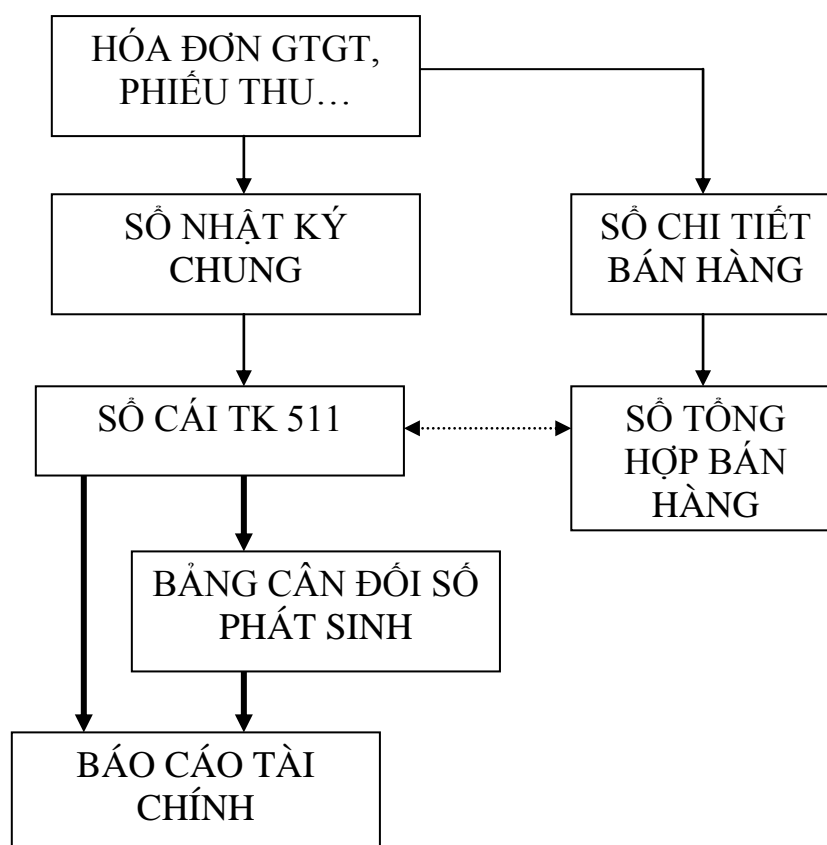 HÓA ĐƠN GTGT,
PHIẾU THU…
SỔ NHẬT KÝ
CHUNG
SỔ CHI TIẾT
BÁN HÀNG
SỔ CÁI TK 511
SỔ TỔNG
HỢP BÁN
HÀNG
BẢNG CÂN ĐỐI SỐ
PHÁT SINH
BÁO CÁO TÀI
CHÍNH